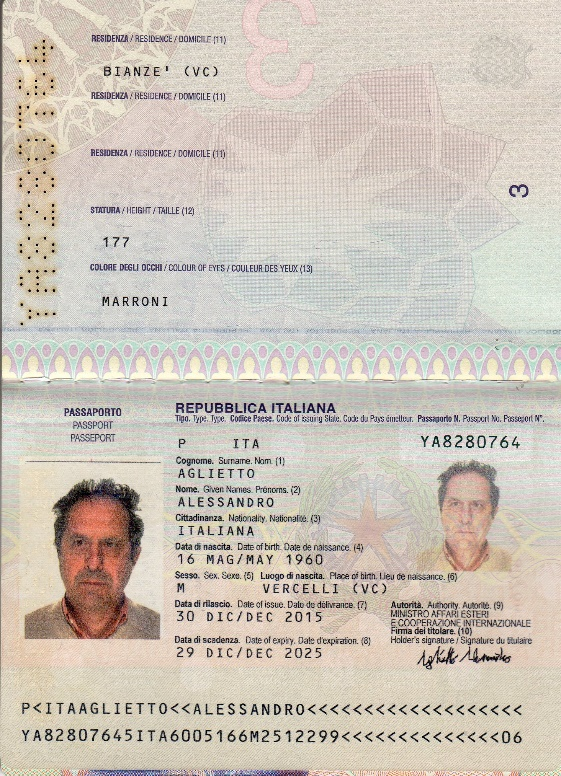 RESIDENZA / RESIDENCE / DOMICILE (11)
BIANZE' (VC)
RESIDENZA / RESIDENCE / DOMICILE (11)
RESIDENZA / RESIDENCE / DOMICILE (11)
STATURA / HEIGHT / TAILLE (12)
177
COLORE DEGLI OCCHI / COLOUR OF EYES / COULEUR DES YEUX (13)
MARRONI
3
3
YA8280764
PASSAPORTO
PASSPORT
PASSEPORT
REPUBBLICA ITALIANA
Tipo. Type. Type. Codice Paese. Code of issuing State. Code du Pays émetteur. Passaporto N. Passport No. Passeport N°.
P ITA YA8280764
Cognome. Surname. Nom. (1)
AGLIETTO
Nome. Given Names. Prénoms. (2)
ALESSANDRO
Cittadinanza. Nationality. Nationalité. (3)
ITALIANA
Data di nascita. Date of birth. Date de naissance. (4)
16 MAG/MAY 1960
Sesso. Sex. Sexe. (5) Luogo di nascita. Place of birth. Lieu de naissance. (6)
M VERCELLI (VC)
Data di rilascio. Date of issue. Date de délivrance. (7)
30 DIC/DEC 2015
Data di scadenza. Date of expiry. Date d'expiration. (8)
29 DIC/DEC 2025
Autorità. Authority. Autorité. (9)
MINISTRO AFFARI ESTERI
E COOPERAZIONE INTERNAZIONALE
Firma del titolare. (10)
Holder's signature / Signature du titulaire
P<ITAAGLIETTO<<ALESSANDRO<<<<<<<<<<<<<<<<<<<
YA82807645ITA6005166M2512299<<<<<<<<<<<<<<06